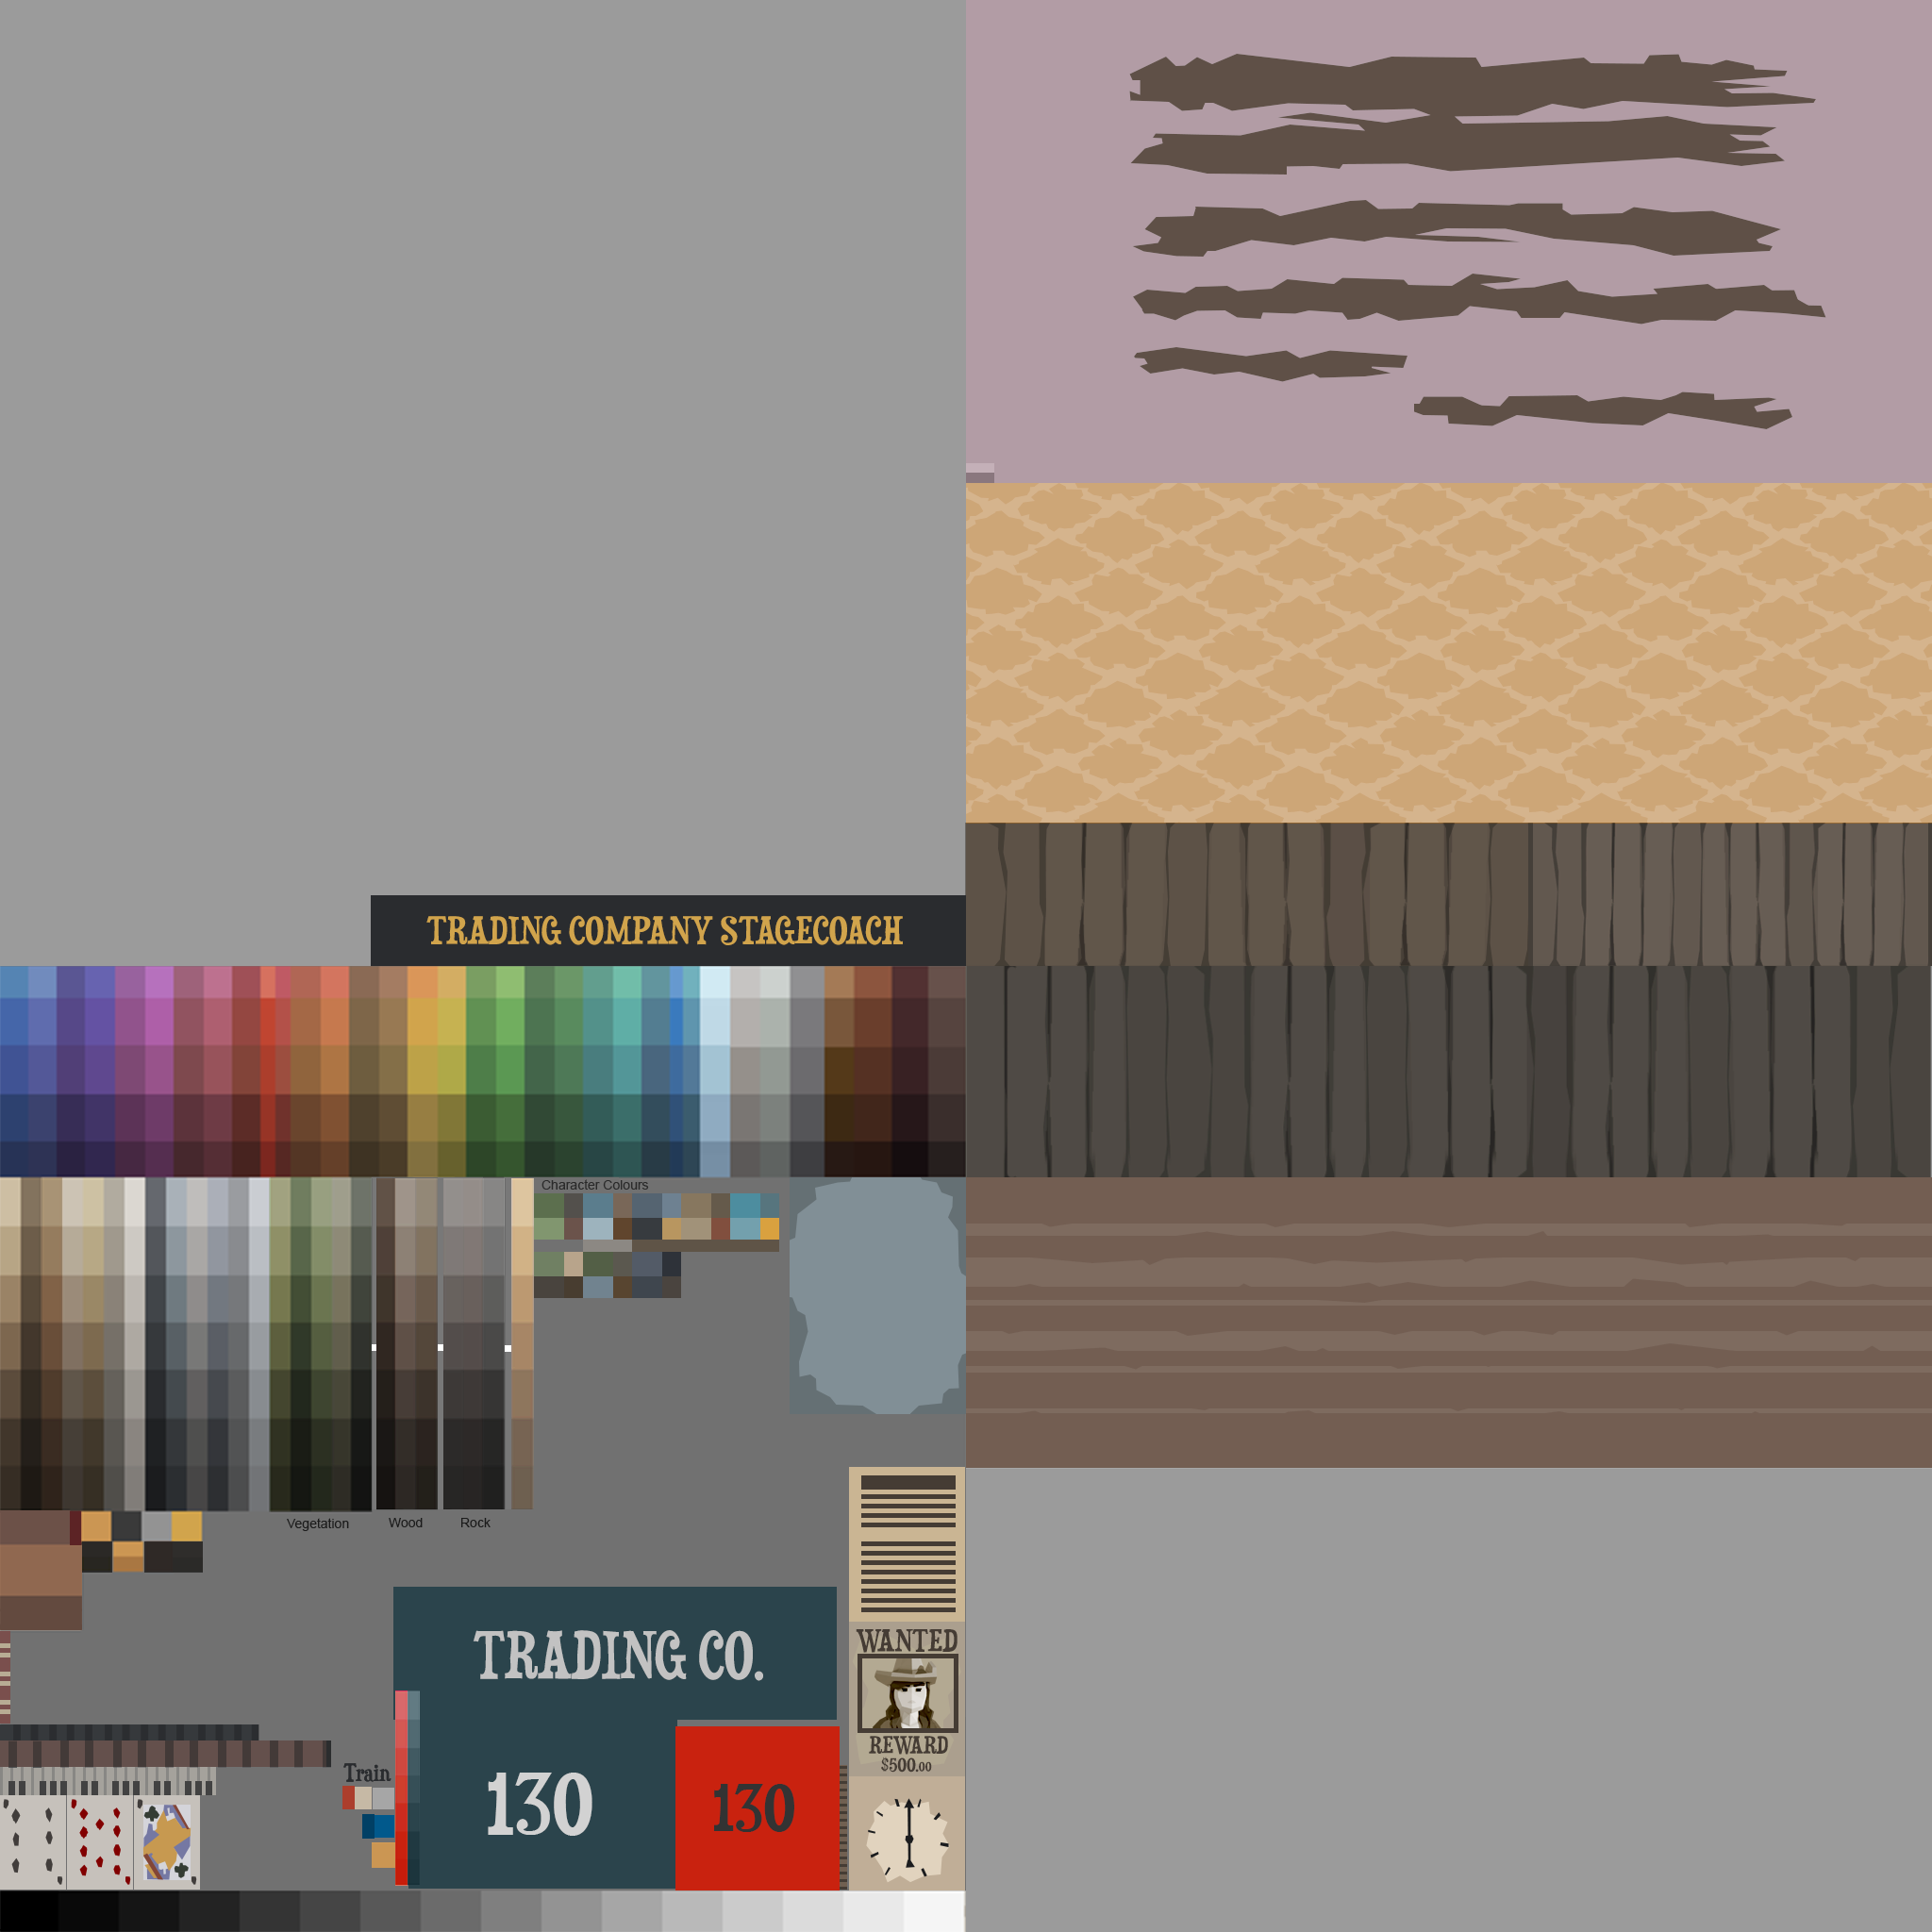 TRADING COMPANY STAGECOACH
Character Colours
Vegetation
Wood
Rock
TRADING CO.
WANTED
REWARD
$500.00
Train
130
130